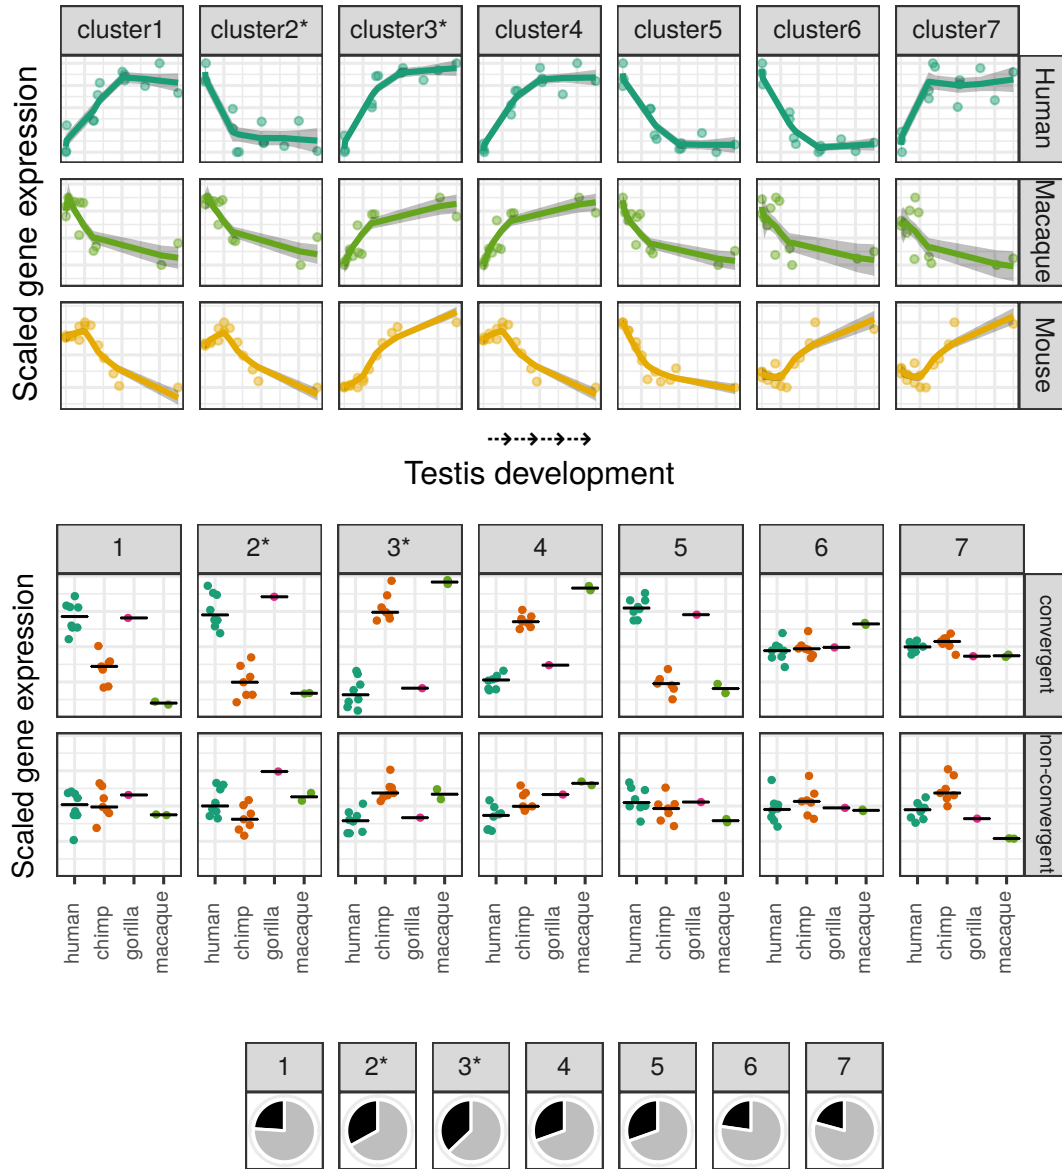 cluster1 cluster2* cluster3* cluster4 cluster5 cluster6 cluster7
Scaled gene expression
Human
Macaque
Mouse
Testis development
1 2* 3* 4 5 6 7
Scaled gene expression
convergent
non-convergent
human chimp gorilla macaque human chimp gorilla macaque human chimp gorilla macaque human chimp gorilla macaque human chimp gorilla macaque human chimp gorilla macaque human chimp gorilla macaque
1 2* 3* 4 5 6 7